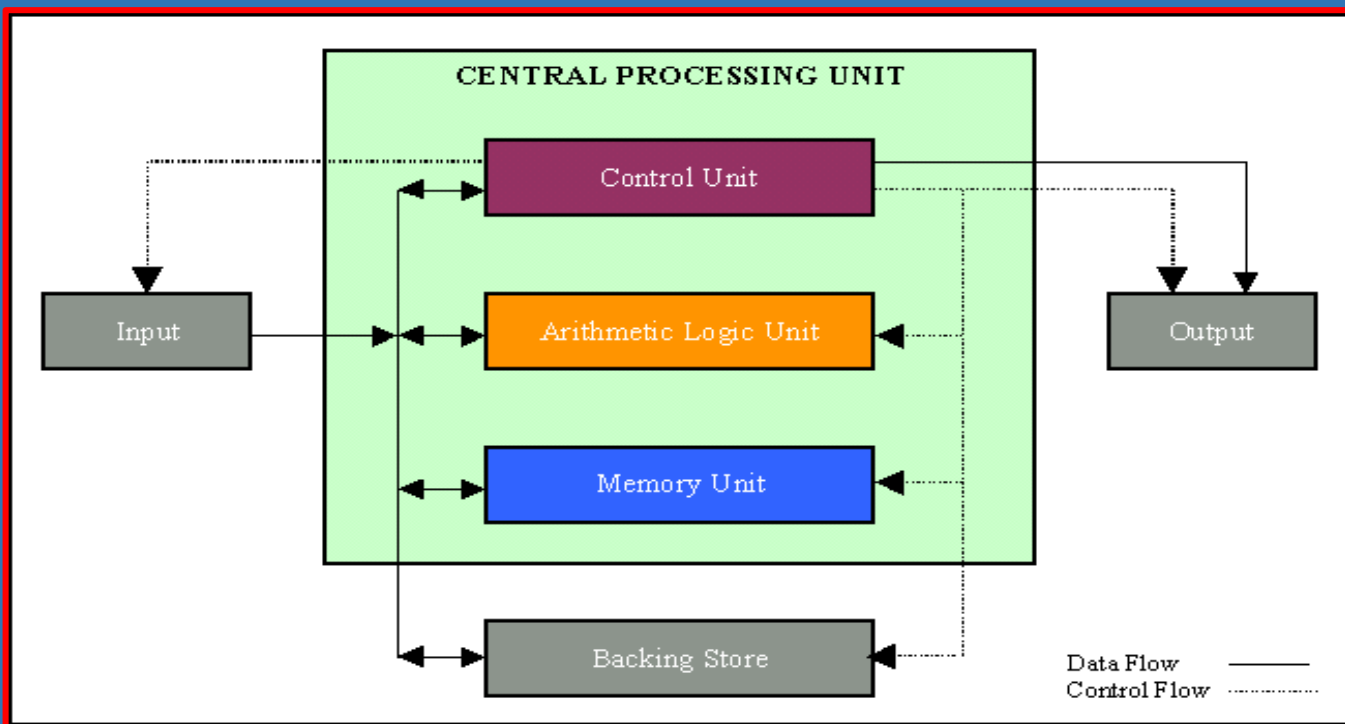 CENTRAL PROCESSING UNIT
Control Unit
Input
Arithmetic Logic Unit
Output
Memory Unit
Backing Store
Data Flow
Control Flow